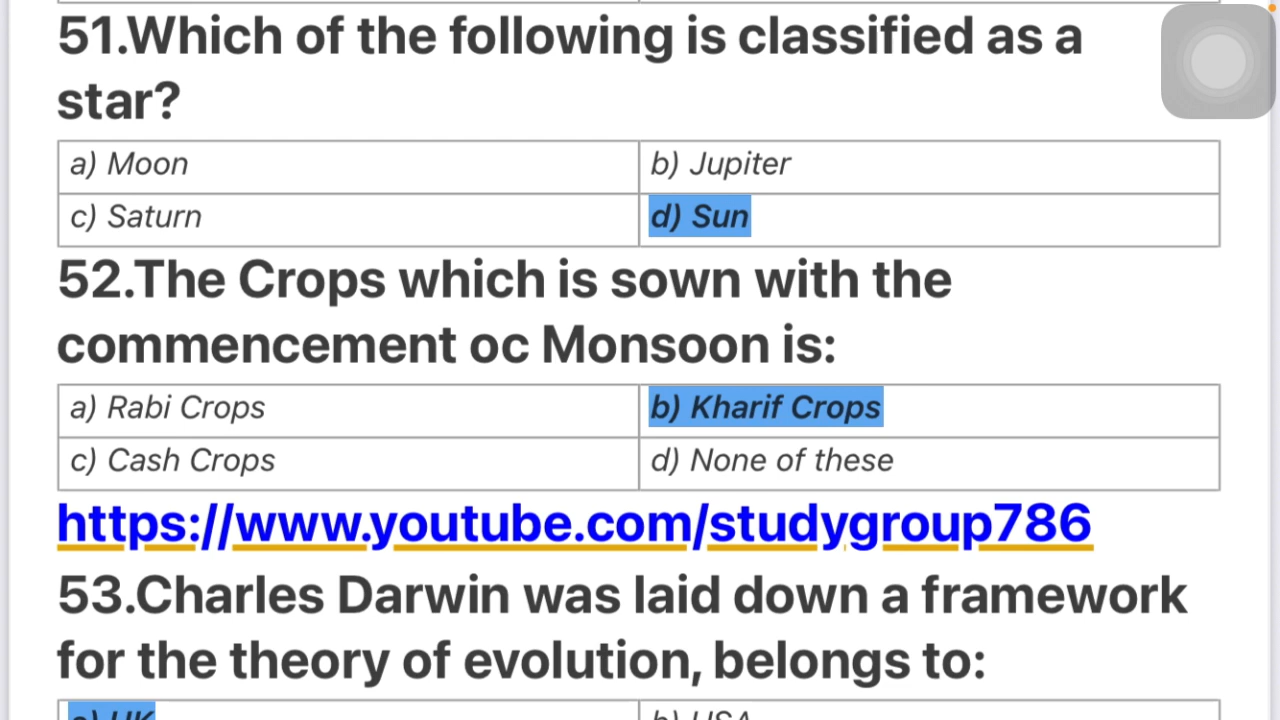 51.Which of the following is classified as a
star?
a) Moon
b) Jupiter
c) Saturn
d) Sun
52.The Crops which is sown with the
commencement oc Monsoon is:
a) Rabi Crops
b) Kharif Crops
c) Cash Crops
d) None of these
https://www.youtube.com/studygroup786
53.Charles Darwin was laid down a framework
for the theory of evolution, belongs to:
a) UK
b) USA